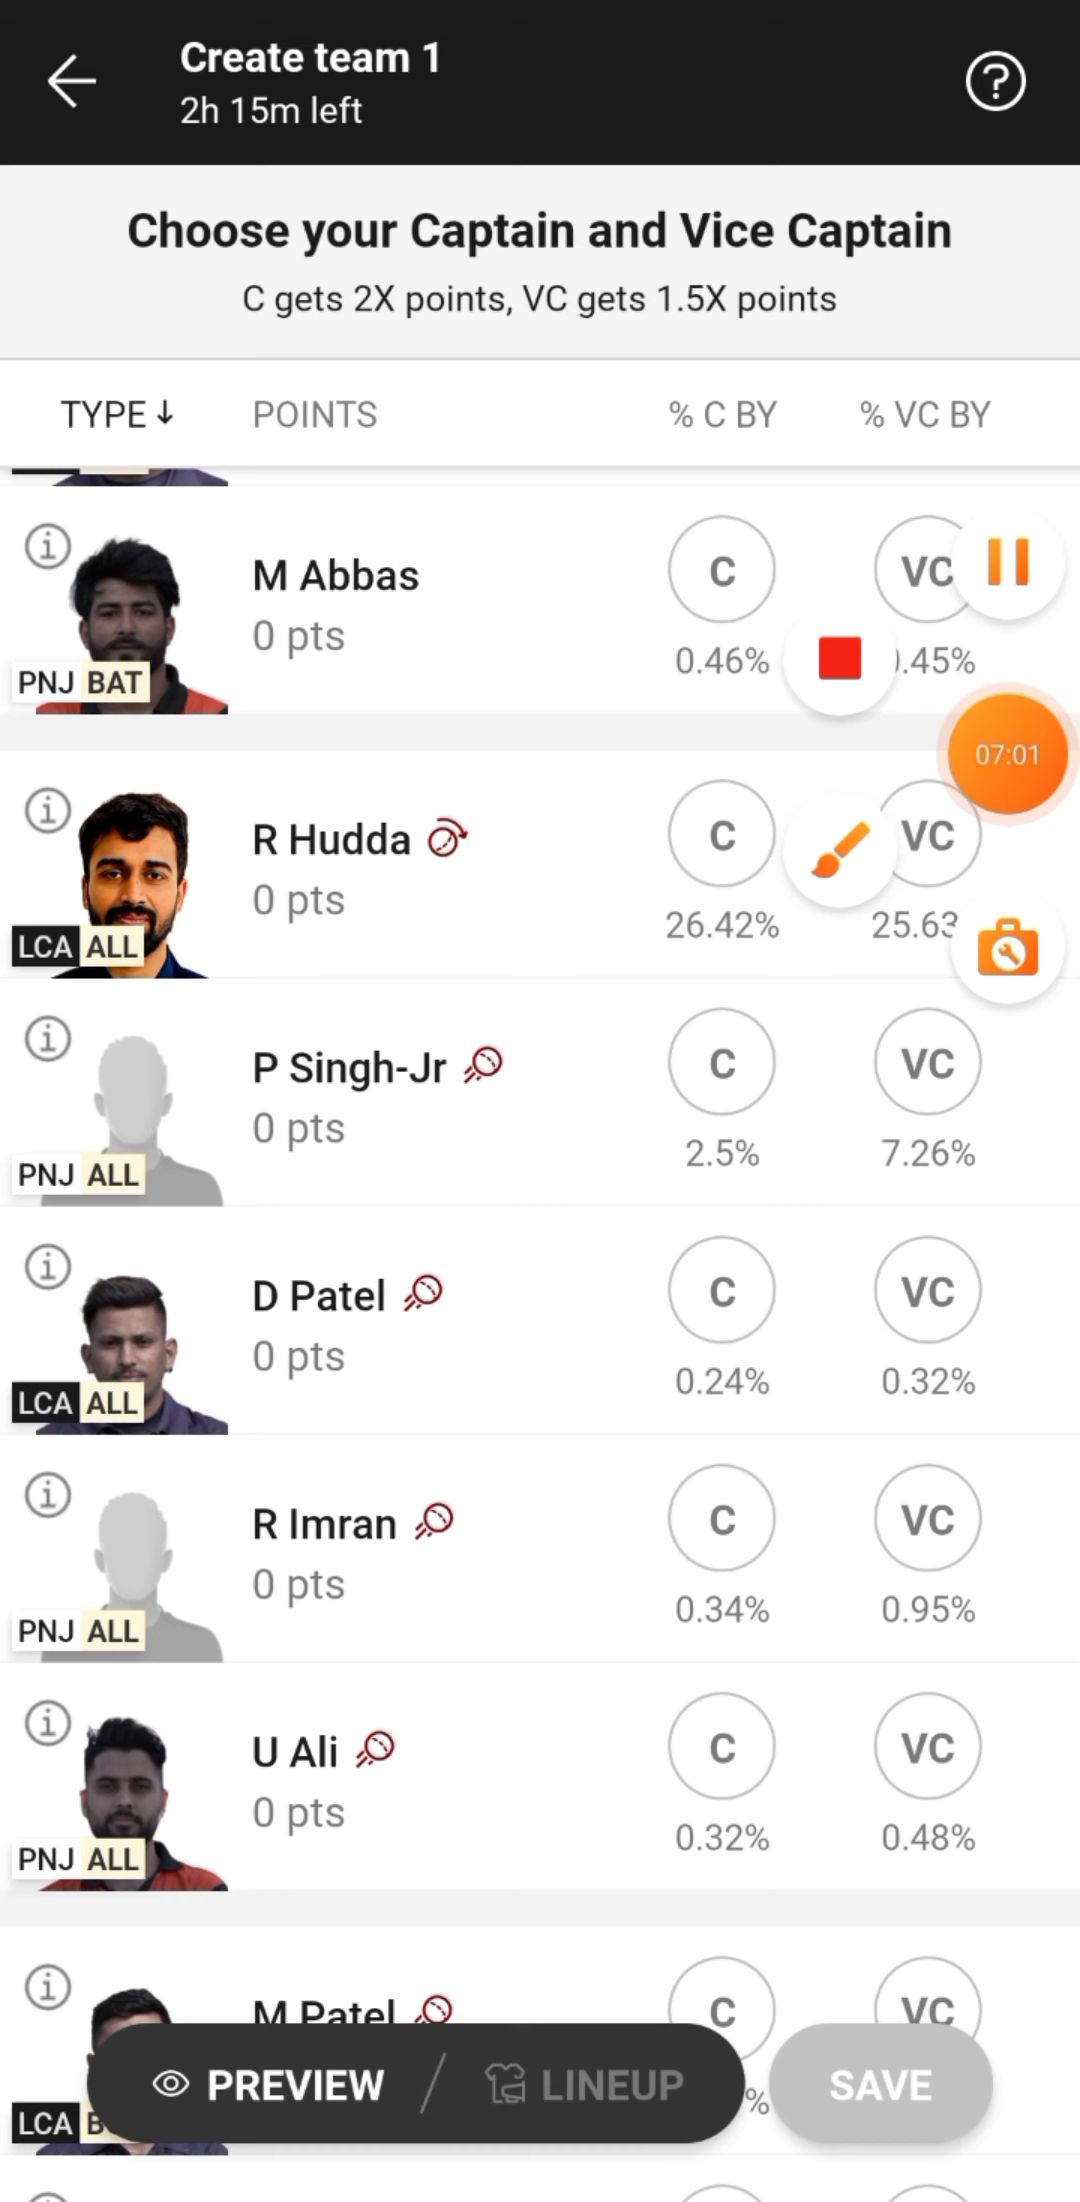 Create team 1
2h 15m left
Choose your Captain and Vice Captain
C gets 2X points, VC gets 1.5X points
TYPE↓ POINTS % C BY % VC BY
M Abbas C VC
0 pts 0.46% .45%
PNJ BAT
07:01
R Hudda C VC
0 pts 26.42% 25.63
LCA ALL
P Singh-Jr C VC
0 pts 2.5% 7.26%
PNJ ALL
D Patel C VC
0 pts 0.24% 0.32%
LCA ALL
R Imran C VC
0 pts 0.34% 0.95%
PNJ ALL
U Ali C VC
0 pts 0.32% 0.48%
PNJ ALL
M Patel C VC
PREVIEW / LINEUP % SAVE
LCA B